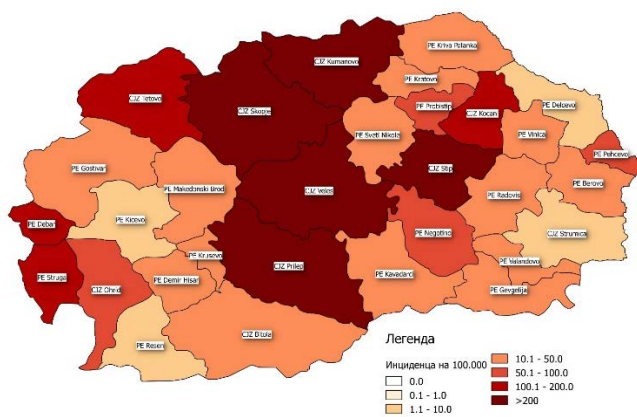 PE Kriva Palanka
CJZ Kumanovo
PE Kratovo
CJZ Tetovo
CJZ Skopje
PE Probistip
CJZ Kocani
PE Delcevo
PE Sveti Nikole
PE Vinica
PE Pehcevo
PE Gostivar
CJZ Stip
PE Makedonski Brod
CJZ Veles
PE Berovo
PE Radovis
PE Debar
PE Kicevo
PE Negotino
CJZ Strumica
PE Krusevo
CJZ Prilep
PE Struga
CJZ Ohrid
PE Demir Hisar
PE Kavadarci
PE Valandovo
PE Gevgelija
CJZ Bitola
PE Resen
Легенда
Инциденца на 100.000
0.0
0.1 - 1.0
1.1 - 10.0
10.1 - 50.0
50.1 - 100.0
100.1 - 200.0
>200